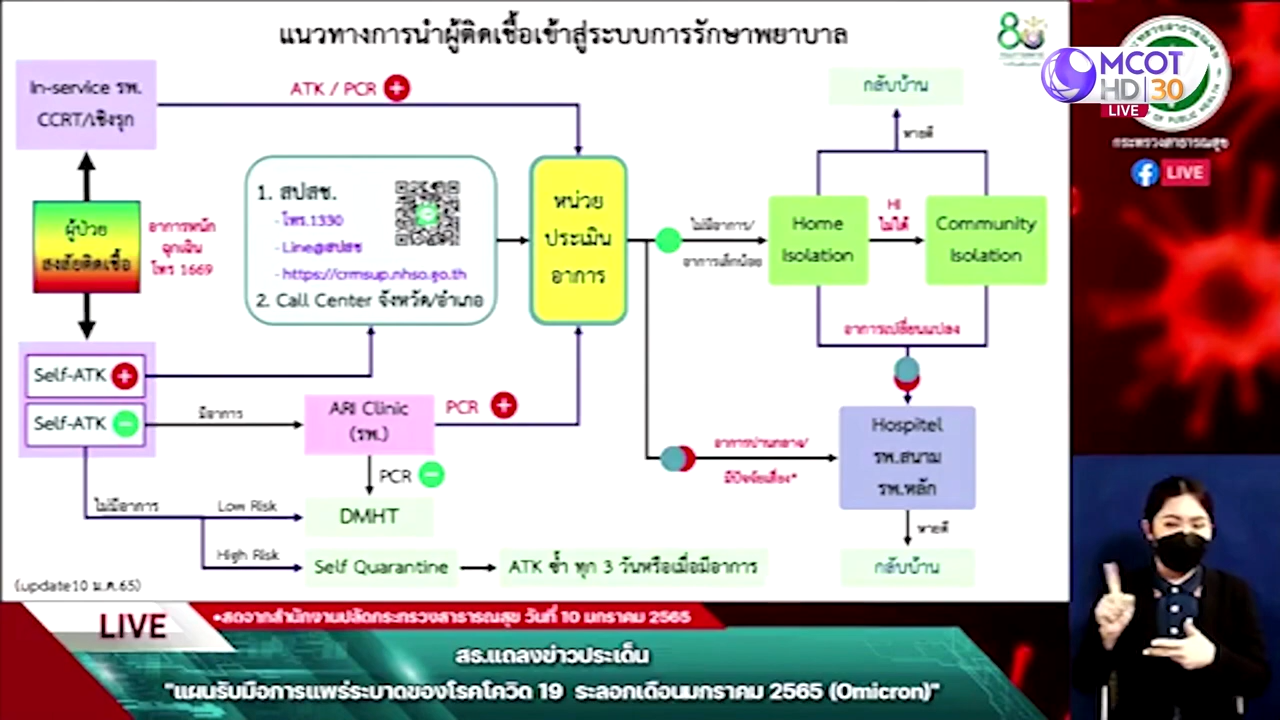 แนวทางการนำผู้ติดเชื้อเข้าสู่ระบบการรักษาพยาบาล
80
MCOT
HD 30
LIVE
กระทรวงสาธารณสุข
LIVE
In-service รพ.
CCRT/เชิงรุก
ATK / PCR +
ผู้ป่วย
สงสัยติดเชื้อ
อาการหนัก
ฉุกเฉิน
โทร 1669
1. สปสช.
- โทร.1330
- Line@สปสช
- https://crmsup.nhso.go.th
2. Call Center จังหวัด/อำเภอ
หน่วย
ประเมิน
อาการ
ไม่มีอาการ/
อาการเล็กน้อย
กลับบ้าน
หายดี
Home
Isolation
HI
ไม่ได้
Community
Isolation
อาการเปลี่ยนแปลง
Self-ATK +
Self-ATK −
มีอาการ
ARI Clinic
(รพ.)
PCR +
PCR −
ไม่มีอาการ
Low Risk
DMHT
High Risk
Self Quarantine
ATK ซ้ำ ทุก 3 วันหรือเมื่อมีอาการ
อาการปานกลาง/
มีปัจจัยเสี่ยง*
Hospitel
รพ.สนาม
รพ.หลัก
หายดี
กลับบ้าน
(update10 ม.ค.65)
LIVE
•สดจากสำนักงานปลัดกระทรวงสาธารณสุข วันที่ 10 มกราคม 2565
สธ.แถลงข่าวประเด็น
"แผนรับมือการแพร่ระบาดของโรคโควิด 19 ระลอกเดือนมกราคม 2565 (Omicron)"